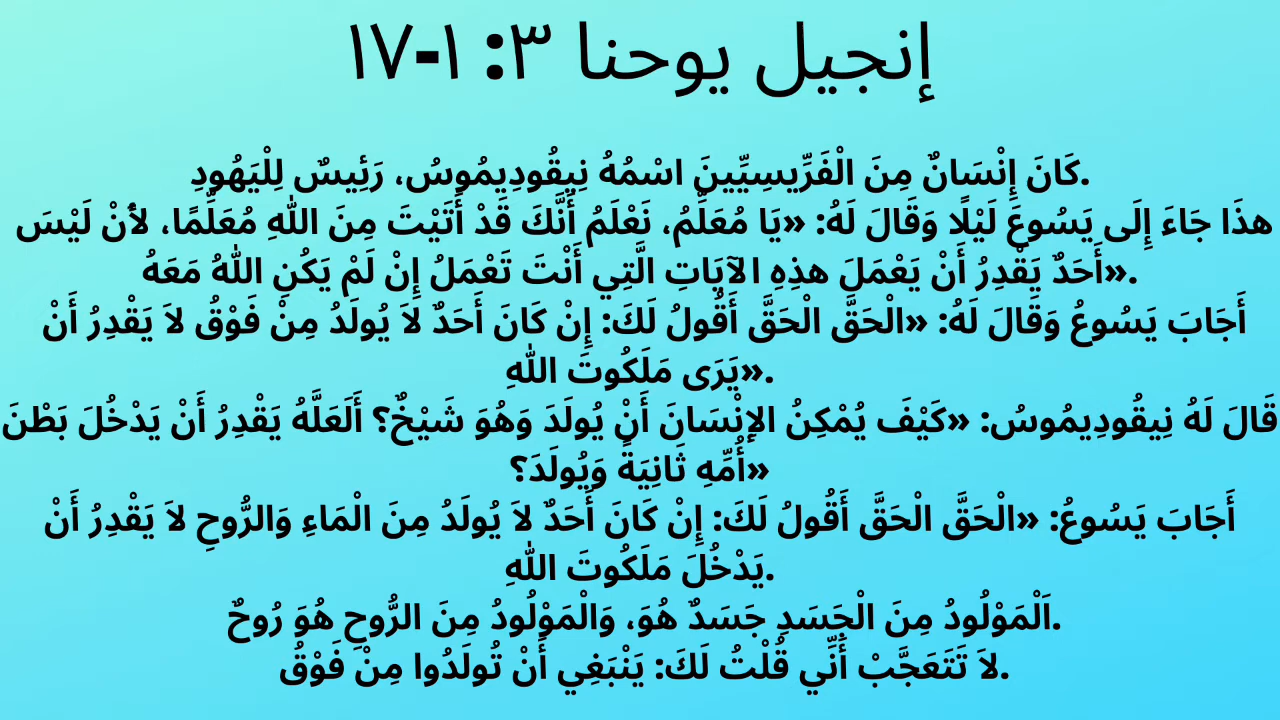 إنجيل يوحنا ٣: ١-١٧
كَانَ إِنْسَانٌ مِنَ الْفَرِّيسِيِّينَ اسْمُهُ نِيقُودِيمُوسُ، رَئِيسٌ لِلْيَهُودِ.
هذَا جَاءَ إِلَى يَسُوعَ لَيْلًا وَقَالَ لَهُ: «يَا مُعَلِّمُ، نَعْلَمُ أَنَّكَ قَدْ أَتَيْتَ مِنَ اللهِ مُعَلِّمًا، لأَنْ لَيْسَ
أَحَدٌ يَقْدِرُ أَنْ يَعْمَلَ هذِهِ الآيَاتِ الَّتِي أَنْتَ تَعْمَلُ إِنْ لَمْ يَكُنِ اللهُ مَعَهُ».
أَجَابَ يَسُوعُ وَقَالَ لَهُ: «الْحَقَّ الْحَقَّ أَقُولُ لَكَ: إِنْ كَانَ أَحَدٌ لاَ يُولَدُ مِنْ فَوْقُ لاَ يَقْدِرُ أَنْ
يَرَى مَلَكُوتَ اللهِ».
قَالَ لَهُ نِيقُودِيمُوسُ: «كَيْفَ يُمْكِنُ الإِنْسَانَ أَنْ يُولَدَ وَهُوَ شَيْخٌ؟ أَلَعَلَّهُ يَقْدِرُ أَنْ يَدْخُلَ بَطْنَ
أُمِّهِ ثَانِيَةً وَيُولَدَ؟»
أَجَابَ يَسُوعُ: «الْحَقَّ الْحَقَّ أَقُولُ لَكَ: إِنْ كَانَ أَحَدٌ لاَ يُولَدُ مِنَ الْمَاءِ وَالرُّوحِ لاَ يَقْدِرُ أَنْ
يَدْخُلَ مَلَكُوتَ اللهِ.
اَلْمَوْلُودُ مِنَ الْجَسَدِ جَسَدٌ هُوَ، وَالْمَوْلُودُ مِنَ الرُّوحِ هُوَ رُوحٌ.
لاَ تَتَعَجَّبْ أَنِّي قُلْتُ لَكَ: يَنْبَغِي أَنْ تُولَدُوا مِنْ فَوْقُ.